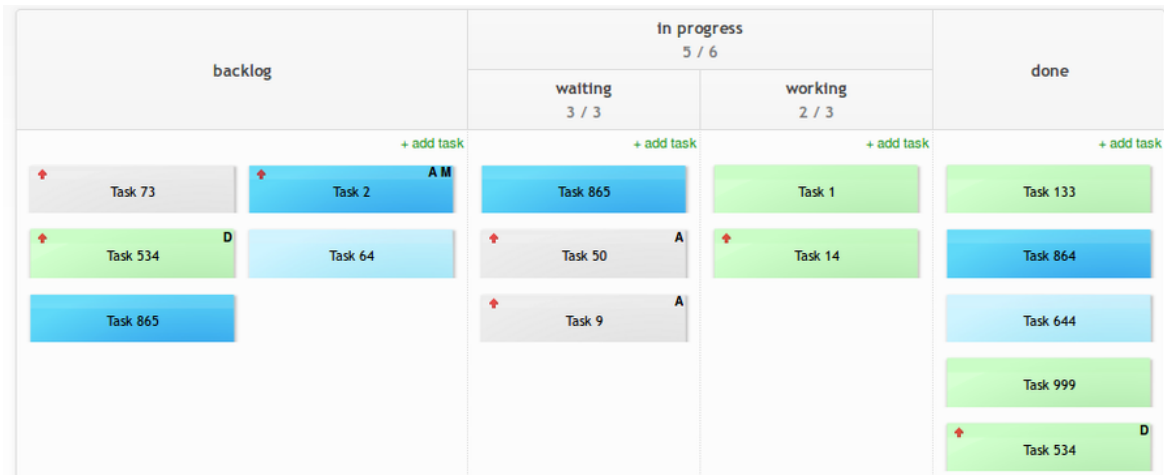 in progress
5 / 6
backlog
done
waiting
working
3 / 3
2 / 3
+ add task
+ add task
+ add task
+ add task
Task 73
A M
Task 2
Task 865
Task 1
Task 133
D
Task 534
Task 64
A
Task 50
Task 14
Task 864
Task 865
A
Task 9
Task 644
Task 999
D
Task 534